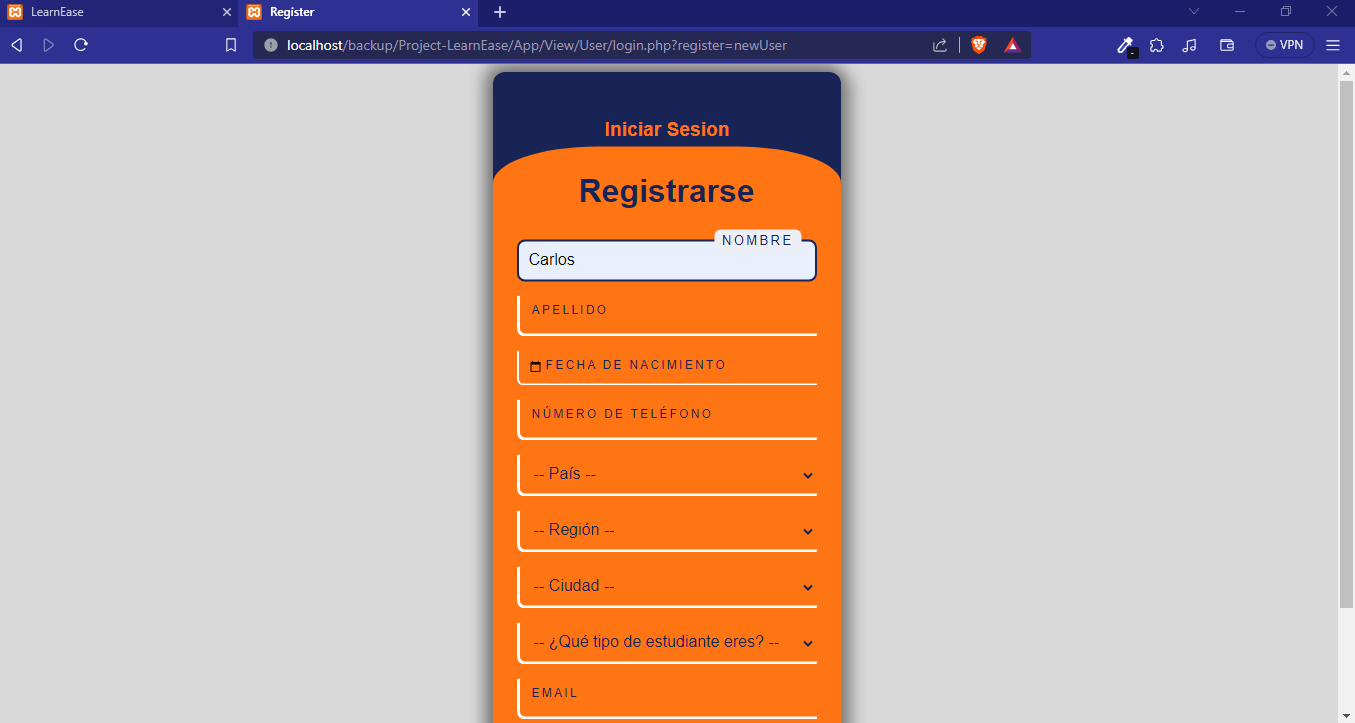 LearnEase
Register
localhost/backup/Project-LearnEase/App/View/User/login.php?register=newUser
VPN
Iniciar Sesion
Registrarse
NOMBRE
Carlos
APELLIDO
FECHA DE NACIMIENTO
NÚMERO DE TELÉFONO
-- País --
-- Región --
-- Ciudad --
-- ¿Qué tipo de estudiante eres? --
EMAIL